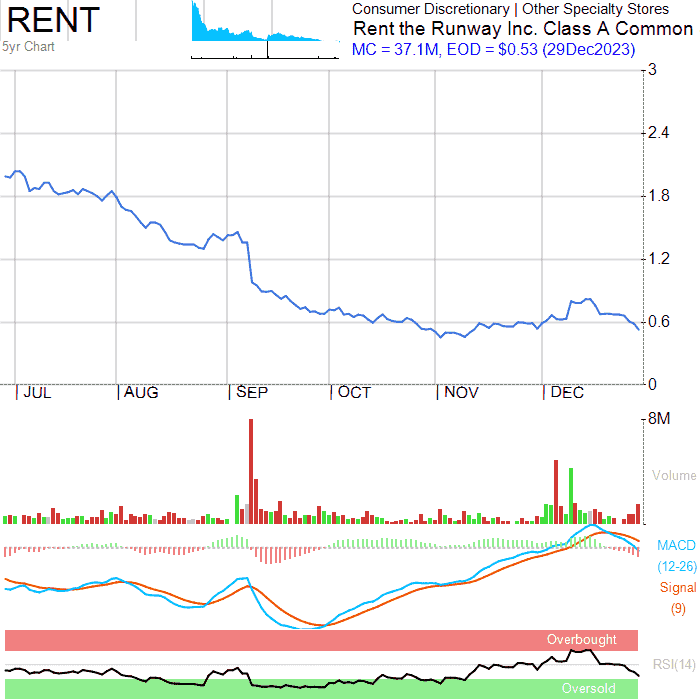 RENT
5yr Chart
Consumer Discretionary | Other Specialty Stores
Rent the Runway Inc. Class A Common
MC = 37.1M, EOD = $0.53 (29Dec2023)
3
2.4
1.8
1.2
0.6
0
JUL AUG SEP OCT NOV DEC
8M
Volume
MACD
(12-26)
Signal
(9)
Overbought
RSI(14)
Oversold